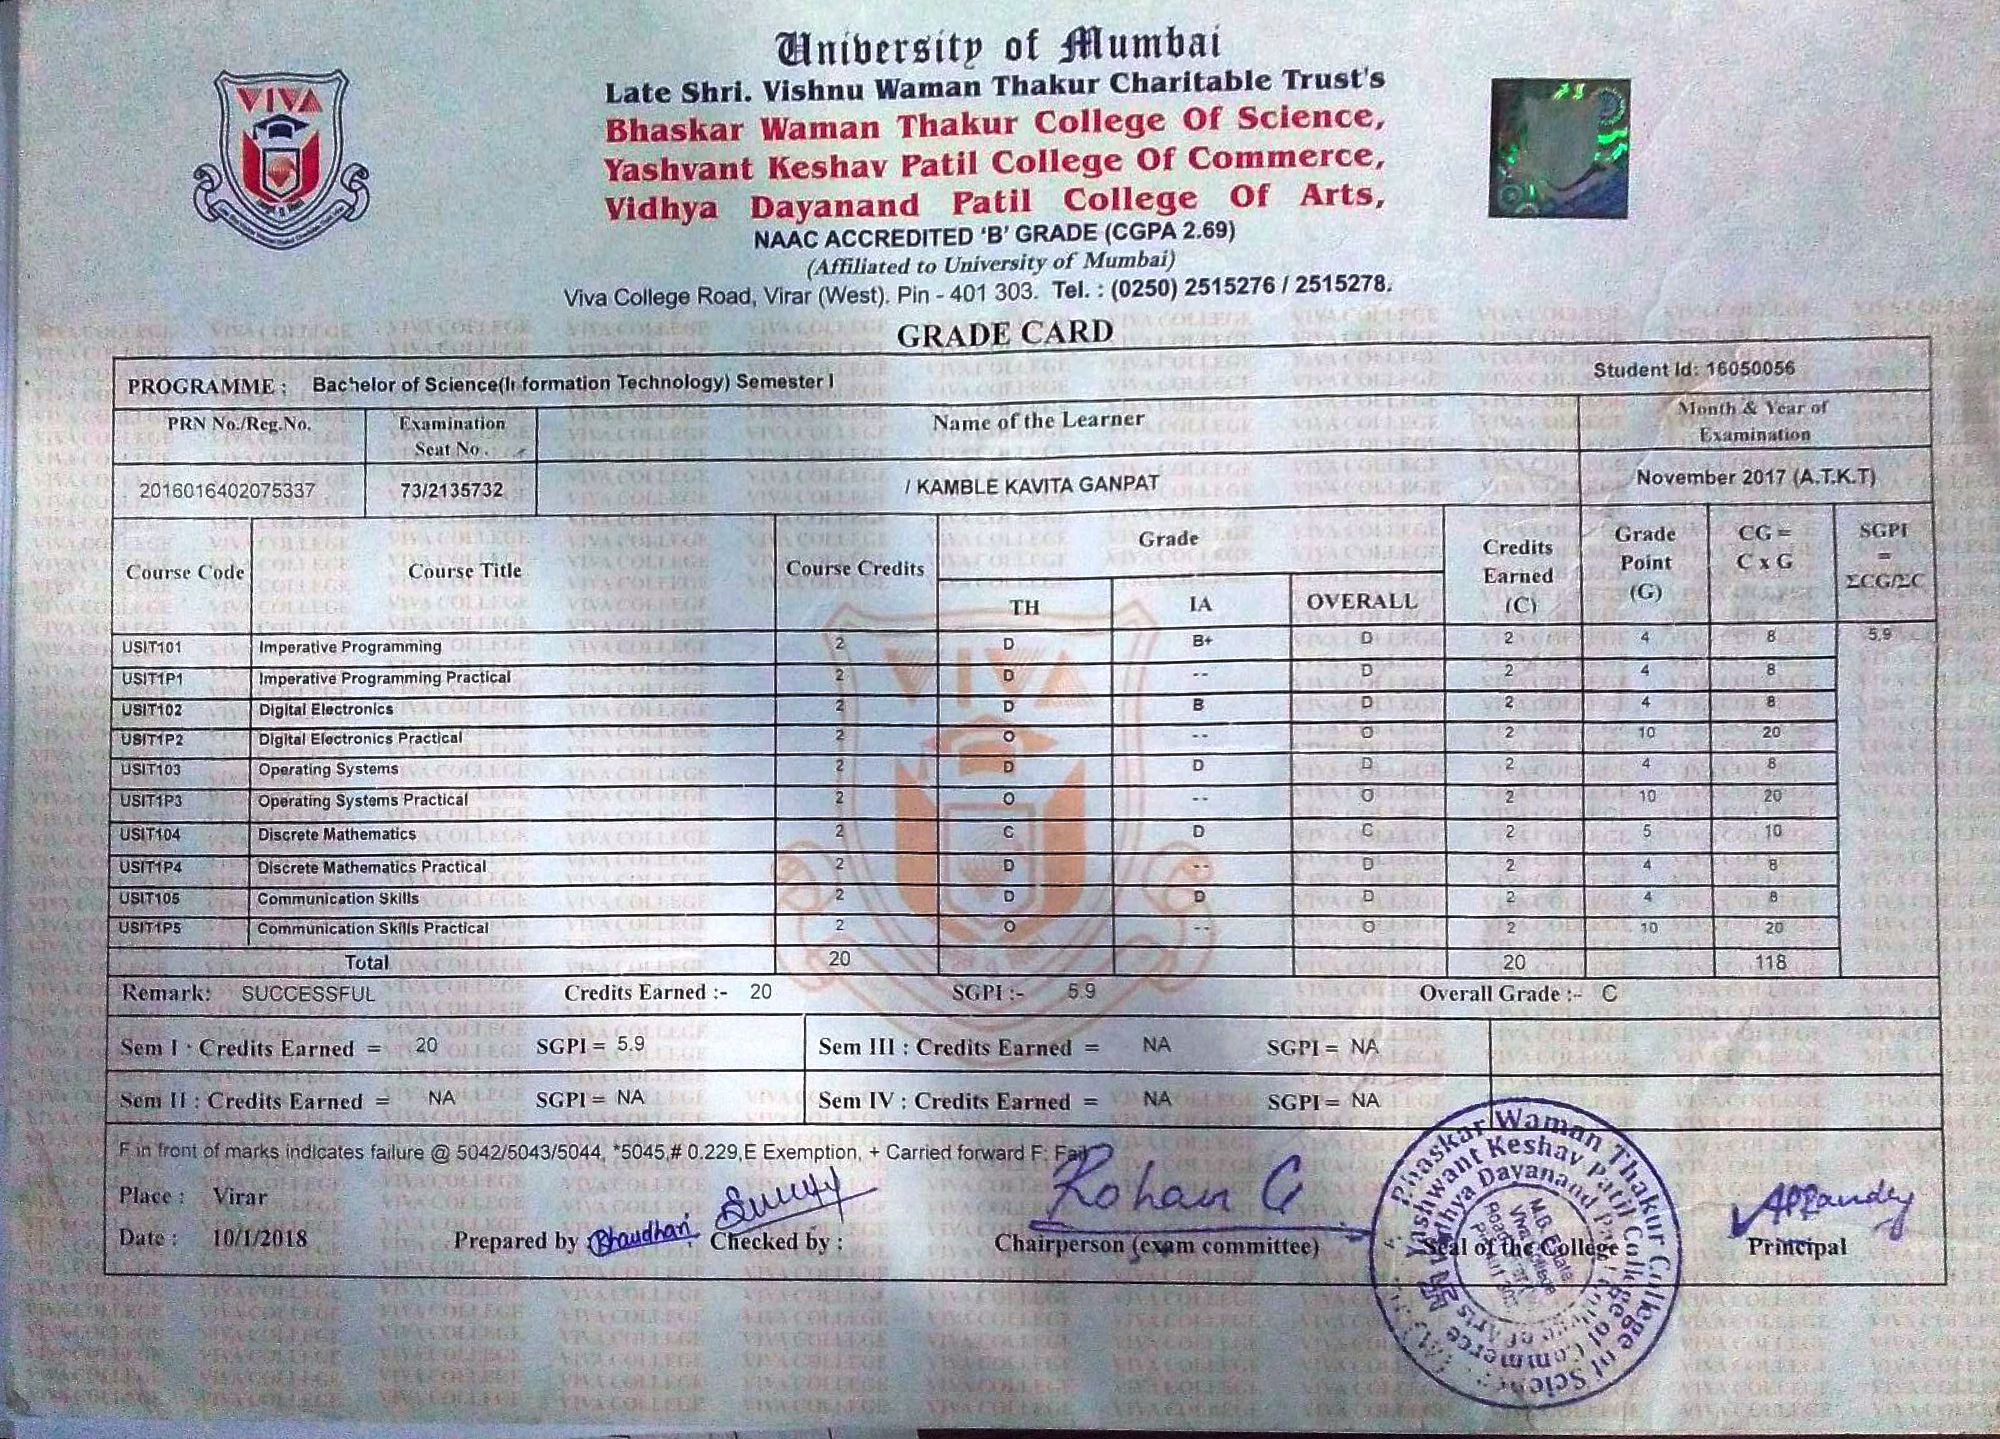 VIVA
University of Mumbai
Late Shri. Vishnu Waman Thakur Charitable Trust's
Bhaskar Waman Thakur College Of Science,
Yashvant Keshav Patil College Of Commerce,
Vidhya Dayanand Patil College Of Arts,
NAAC ACCREDITED 'B' GRADE (CGPA 2.69)
(Affiliated to University of Mumbai)
Viva College Road, Virar (West). Pin - 401 303. Tel. : (0250) 2515276 / 2515278.
GRADE CARD
PROGRAMME : Bachelor of Science(Information Technology) Semester I Student Id: 16050056
PRN No./Reg.No. Examination Seat No. Name of the Learner Month & Year of Examination
2016016402075337 73/2135732 / KAMBLE KAVITA GANPAT November 2017 (A.T.K.T)
Course Code Course Title Course Credits Grade Credits Earned (C) Grade Point (G) CG = C x G SGPI = ΣCG/ΣC
TH IA OVERALL
USIT101 Imperative Programming 2 D B+ D 2 4 8 5.9
USIT1P1 Imperative Programming Practical 2 D -- D 2 4 8
USIT102 Digital Electronics 2 D B D 2 4 8
USIT1P2 Digital Electronics Practical 2 O -- O 2 10 20
USIT103 Operating Systems 2 D D D 2 4 8
USIT1P3 Operating Systems Practical 2 O -- O 2 10 20
USIT104 Discrete Mathematics 2 C D C 2 5 10
USIT1P4 Discrete Mathematics Practical 2 D -- D 2 4 8
USIT105 Communication Skills 2 D D D 2 4 8
USIT1P5 Communication Skills Practical 2 O -- O 2 10 20
Total 20 20 118
Remark: SUCCESSFUL Credits Earned :- 20 SGPI :- 5.9 Overall Grade :- C
Sem I : Credits Earned = 20 SGPI = 5.9 Sem III : Credits Earned = NA SGPI = NA
Sem II : Credits Earned = NA SGPI = NA Sem IV : Credits Earned = NA SGPI = NA
F in front of marks indicates failure @ 5042/5043/5044, *5045,# 0.229,E Exemption, + Carried forward F: Fail
Place : Virar
Rohan G
Date : 10/1/2018 Prepared by Checked by : Chairperson (exam committee) Seal of the College Principal
Bhaskar Waman Thakur College of Science
Yashwant Keshav Patil College of Commerce
Vidhya Dayanand Patil College of Arts